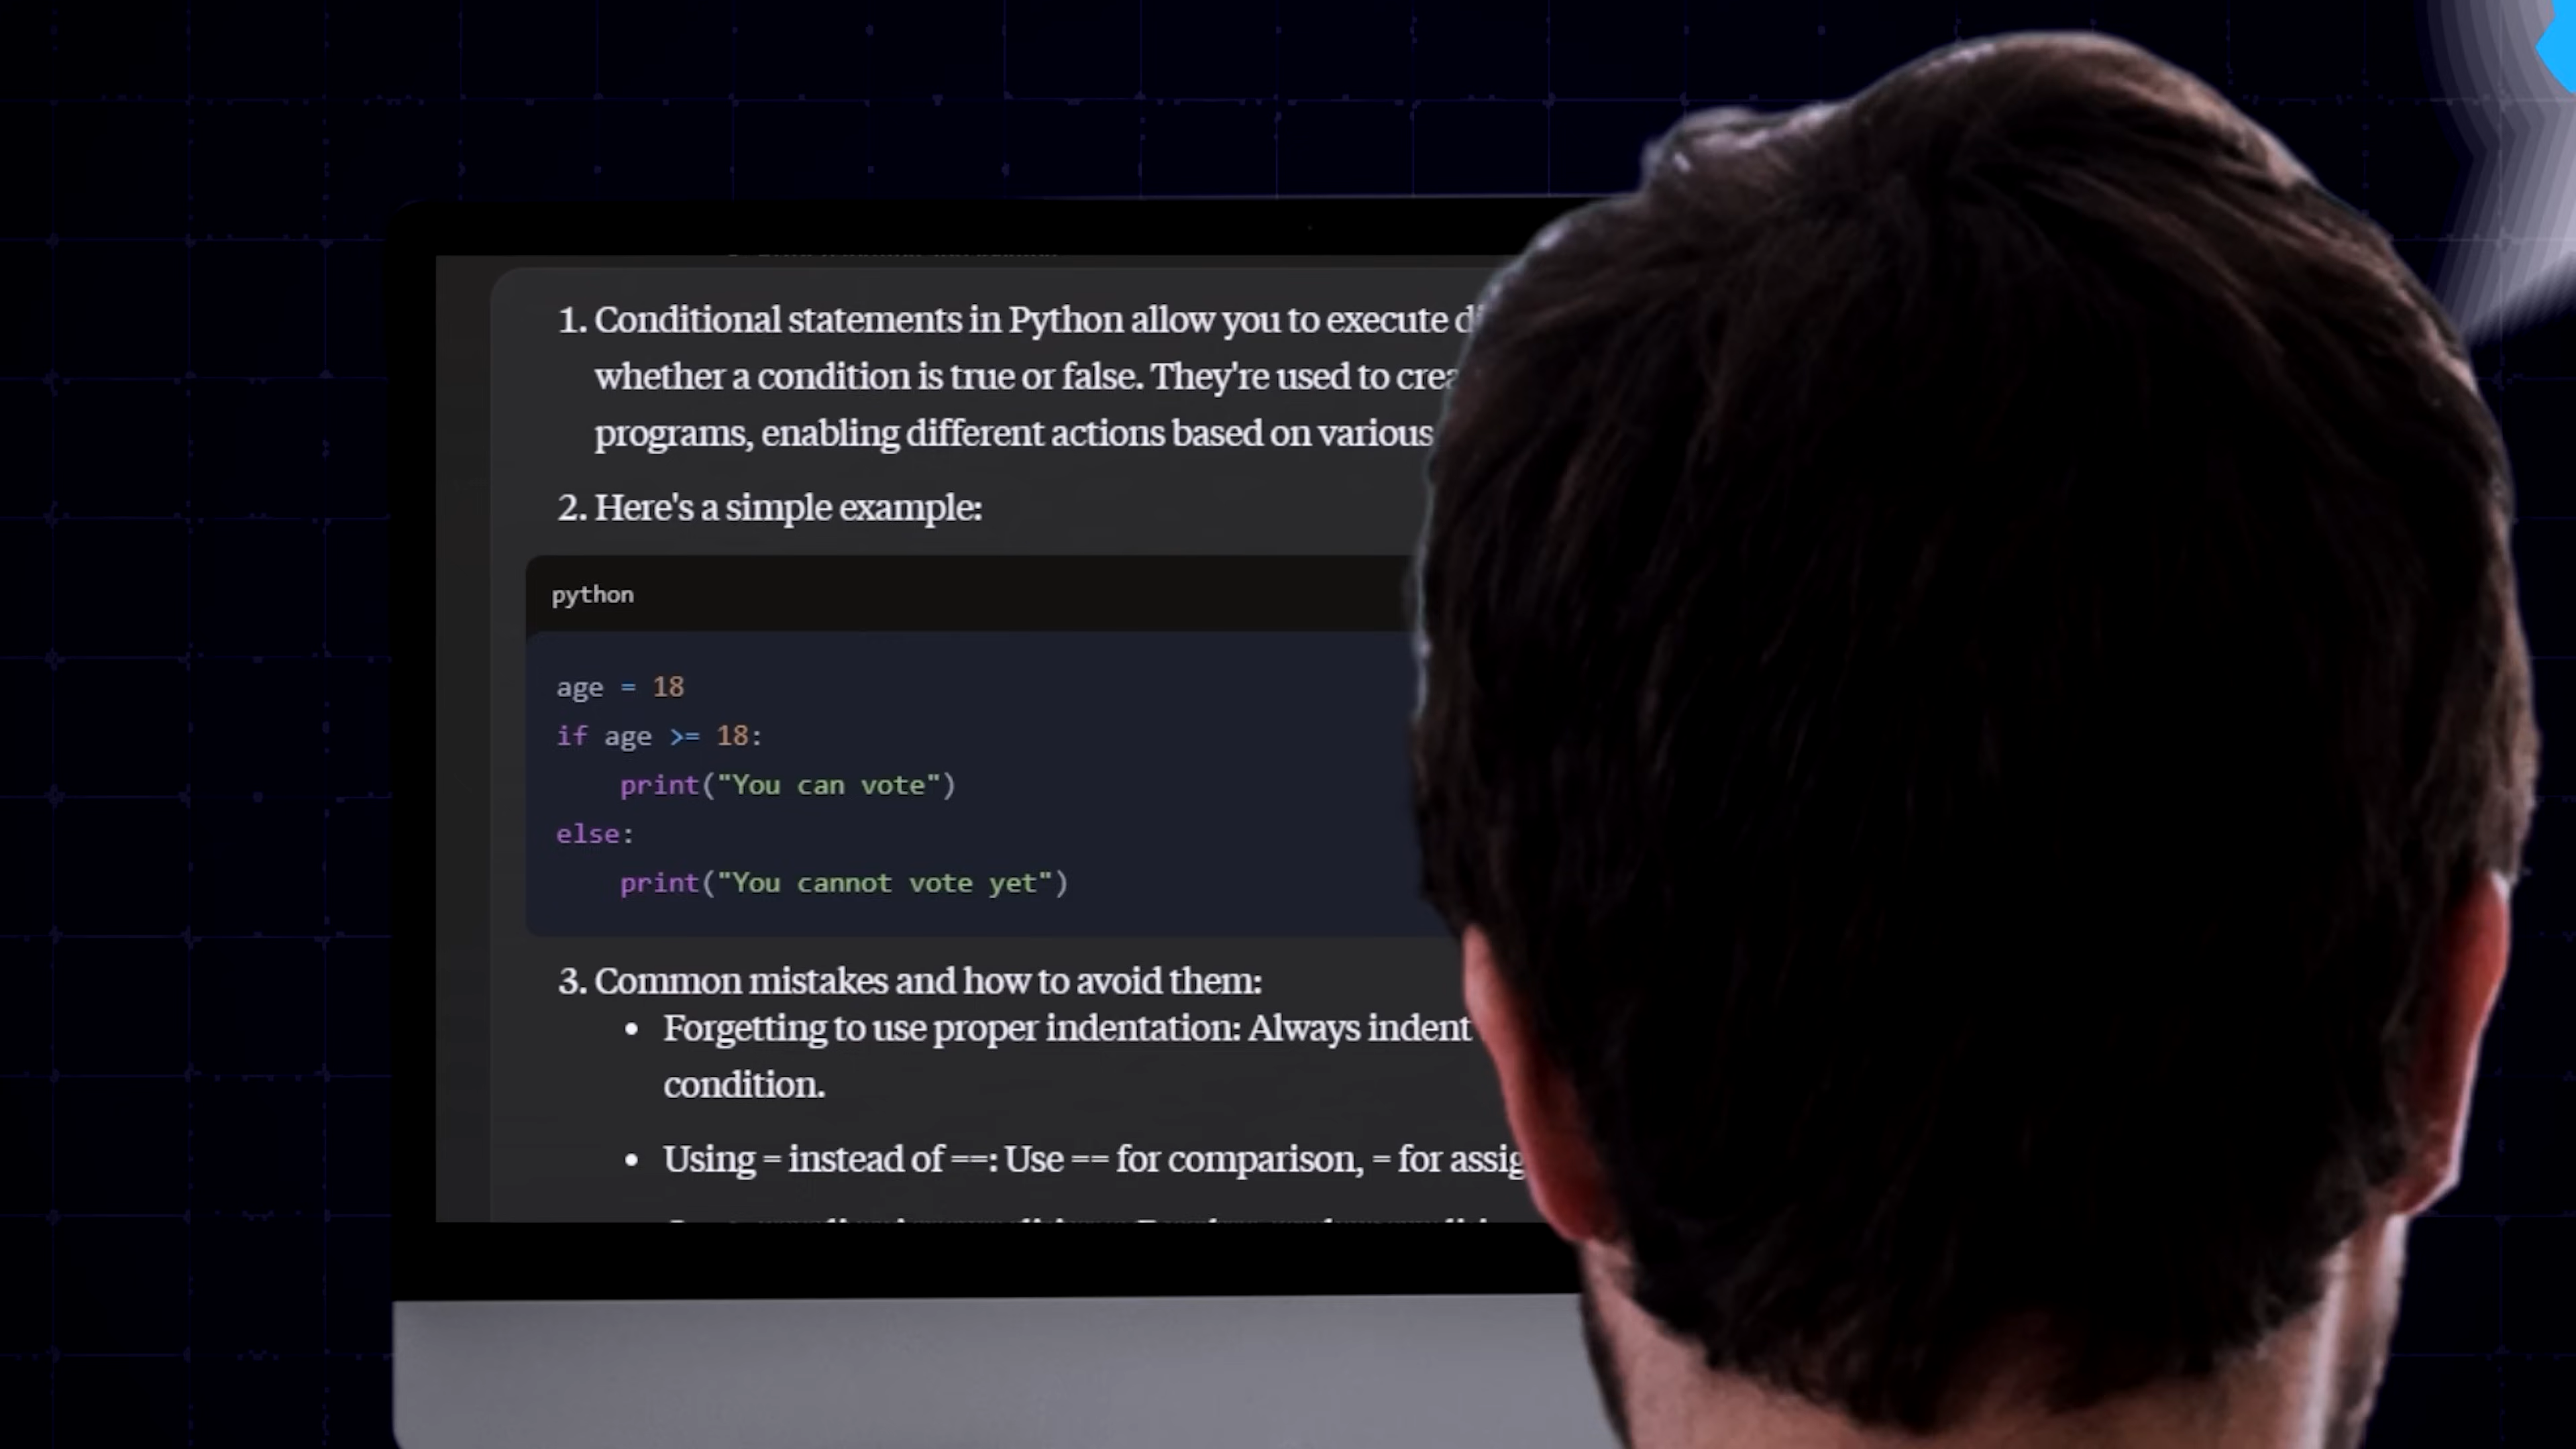 1. Conditional statements in Python allow you to execute
whether a condition is true or false. They're used to
programs, enabling different actions based on various
2. Here's a simple example:
python
age = 18
if age >= 18:
print("You can vote")
else:
print("You cannot vote yet")
3. Common mistakes and how to avoid them:
• Forgetting to use proper indentation: Always indent
condition.
• Using = instead of ==: Use == for comparison, = for